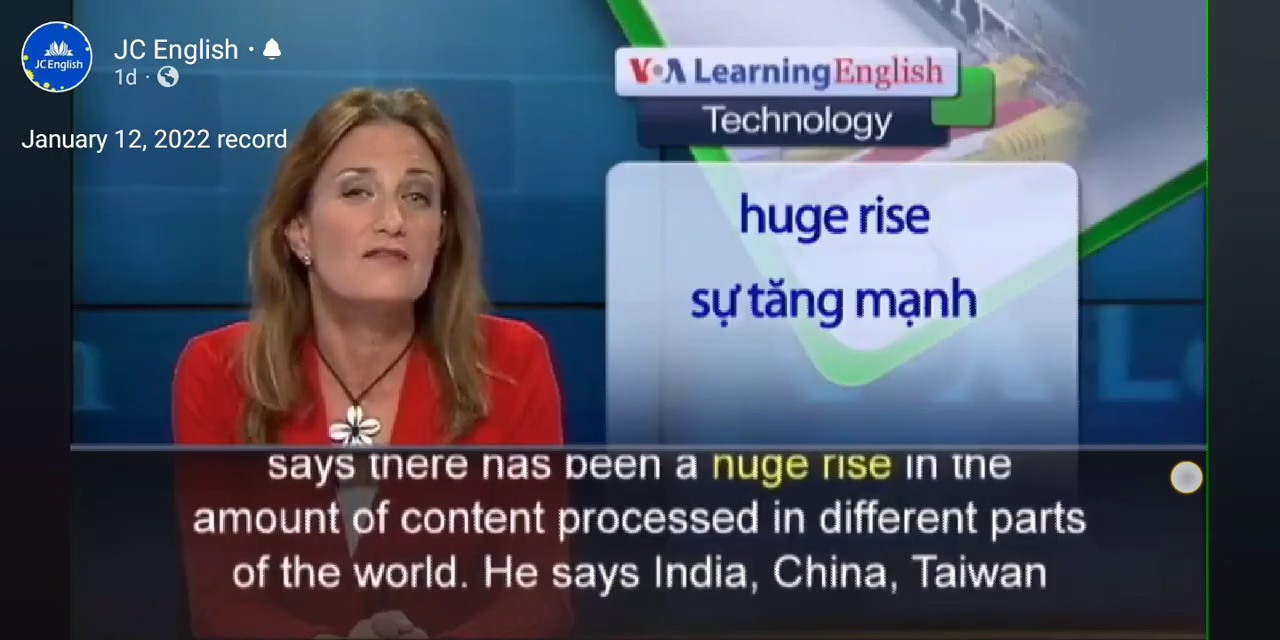 JC English
1d
JCEnglish
January 12, 2022 record
VOA Learning English
Technology
huge rise
sự tăng mạnh
says there has been a huge rise in the
amount of content processed in different parts
of the world. He says India, China, Taiwan